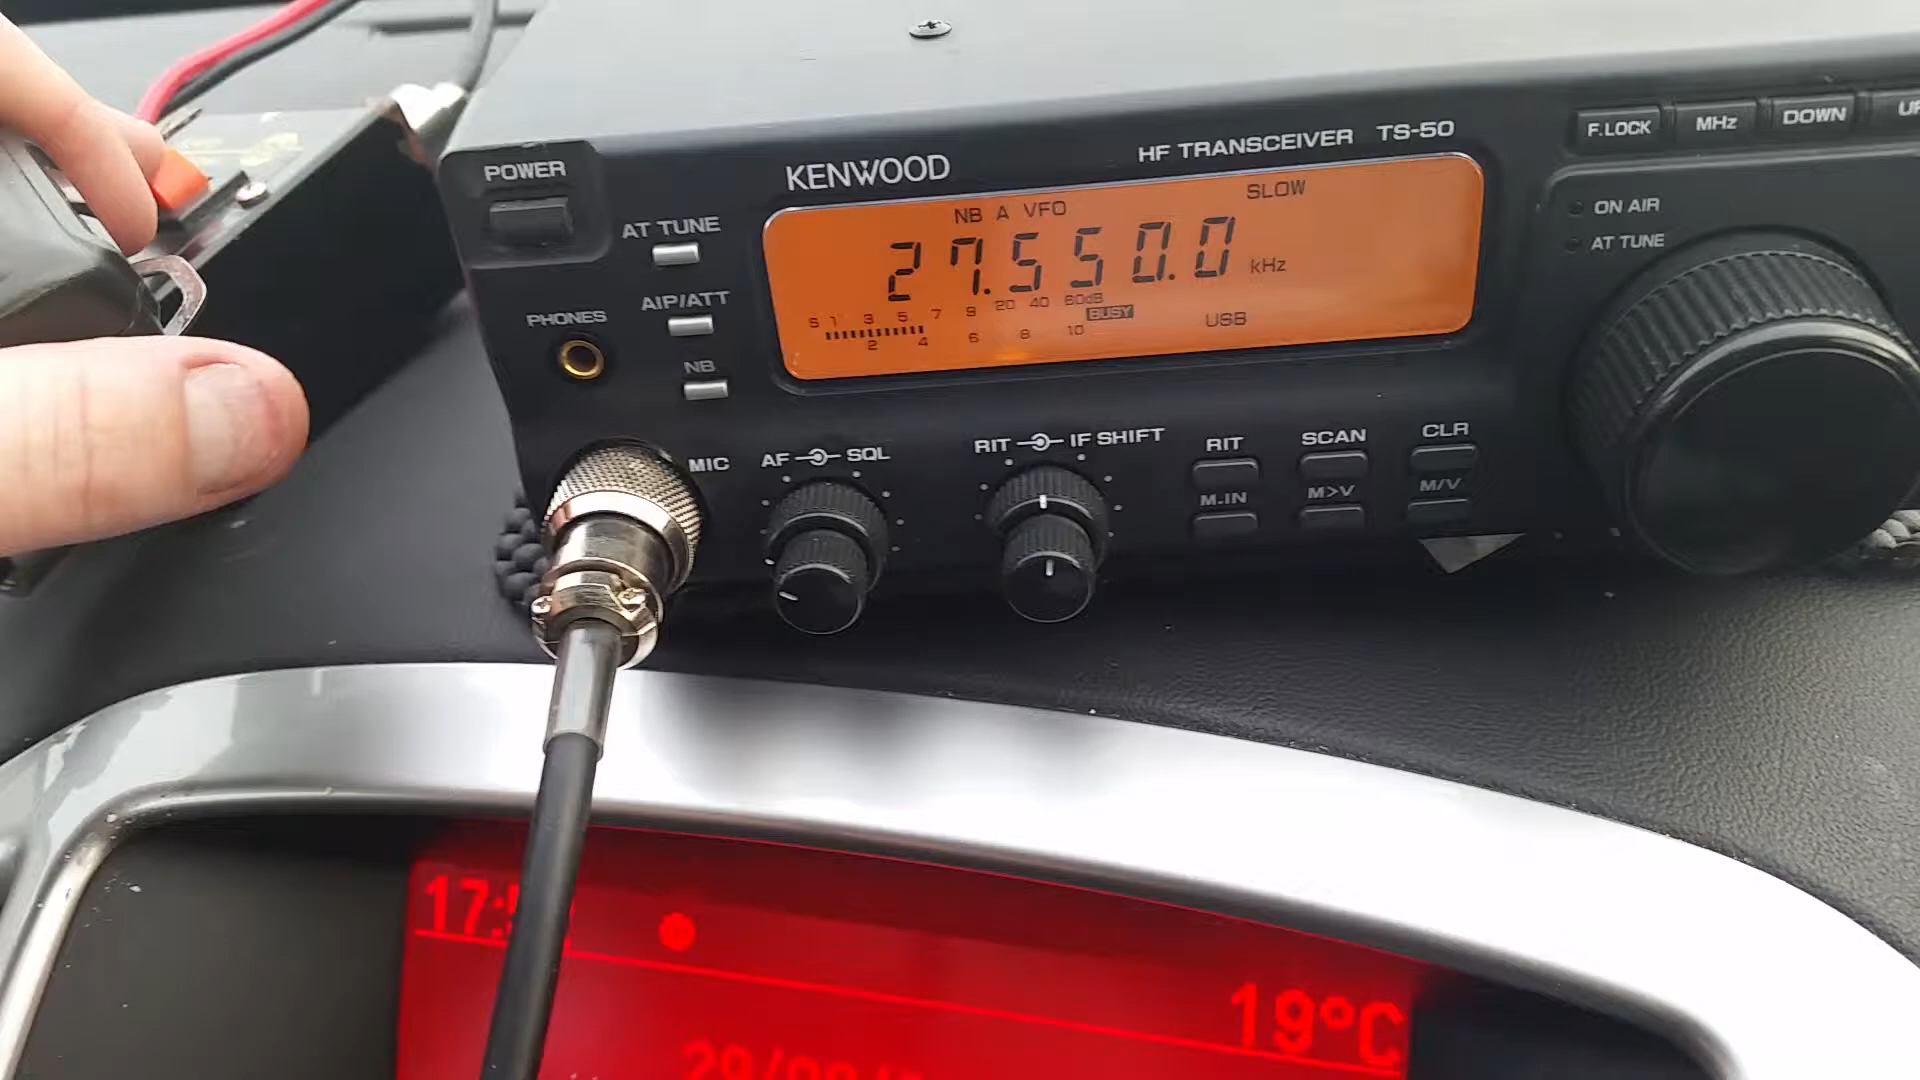 POWER
KENWOOD
HF TRANSCEIVER TS-50
F.LOCK
MHz
DOWN
AT TUNE
NB A VFO
SLOW
27.550.0 kHz
S 1 3 5 7 9 20 40 60dB
BUSY
2 4 6 8 10
USB
ON AIR
AT TUNE
AIP/ATT
PHONES
NB
MIC
AF SQL
RIT IF SHIFT
RIT
SCAN
CLR
M.IN
M>V
M/V
19°C